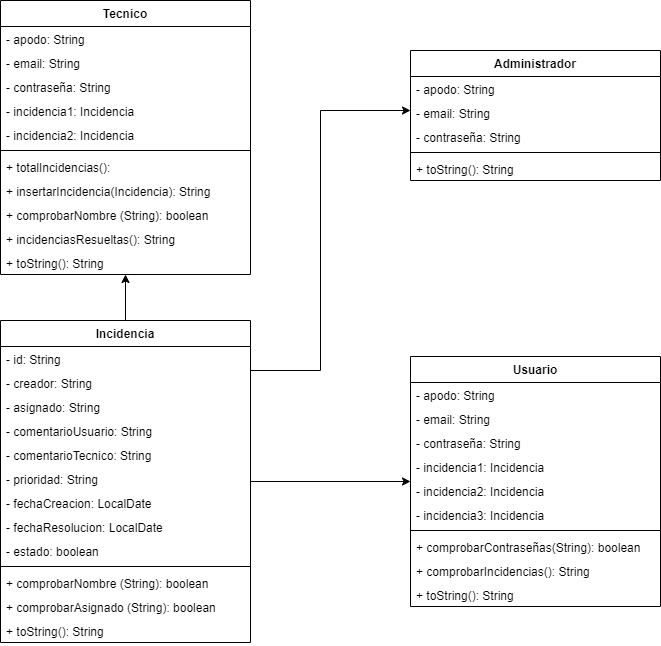 Tecnico
- apodo: String
- email: String
- contraseña: String
- incidencia1: Incidencia
- incidencia2: Incidencia
+ totalIncidencias():
+ insertarIncidencia(Incidencia): String
+ comprobarNombre (String): boolean
+ incidenciasResueltas(): String
+ toString(): String
Administrador
- apodo: String
- email: String
- contraseña: String
+ toString(): String
Incidencia
- id: String
- creador: String
- asignado: String
- comentarioUsuario: String
- comentarioTecnico: String
- prioridad: String
- fechaCreacion: LocalDate
- fechaResolucion: LocalDate
- estado: boolean
+ comprobarNombre (String): boolean
+ comprobarAsignado (String): boolean
+ toString(): String
Usuario
- apodo: String
- email: String
- contraseña: String
- incidencia1: Incidencia
- incidencia2: Incidencia
- incidencia3: Incidencia
+ comprobarContraseñas(String): boolean
+ comprobarIncidencias(): String
+ toString(): String